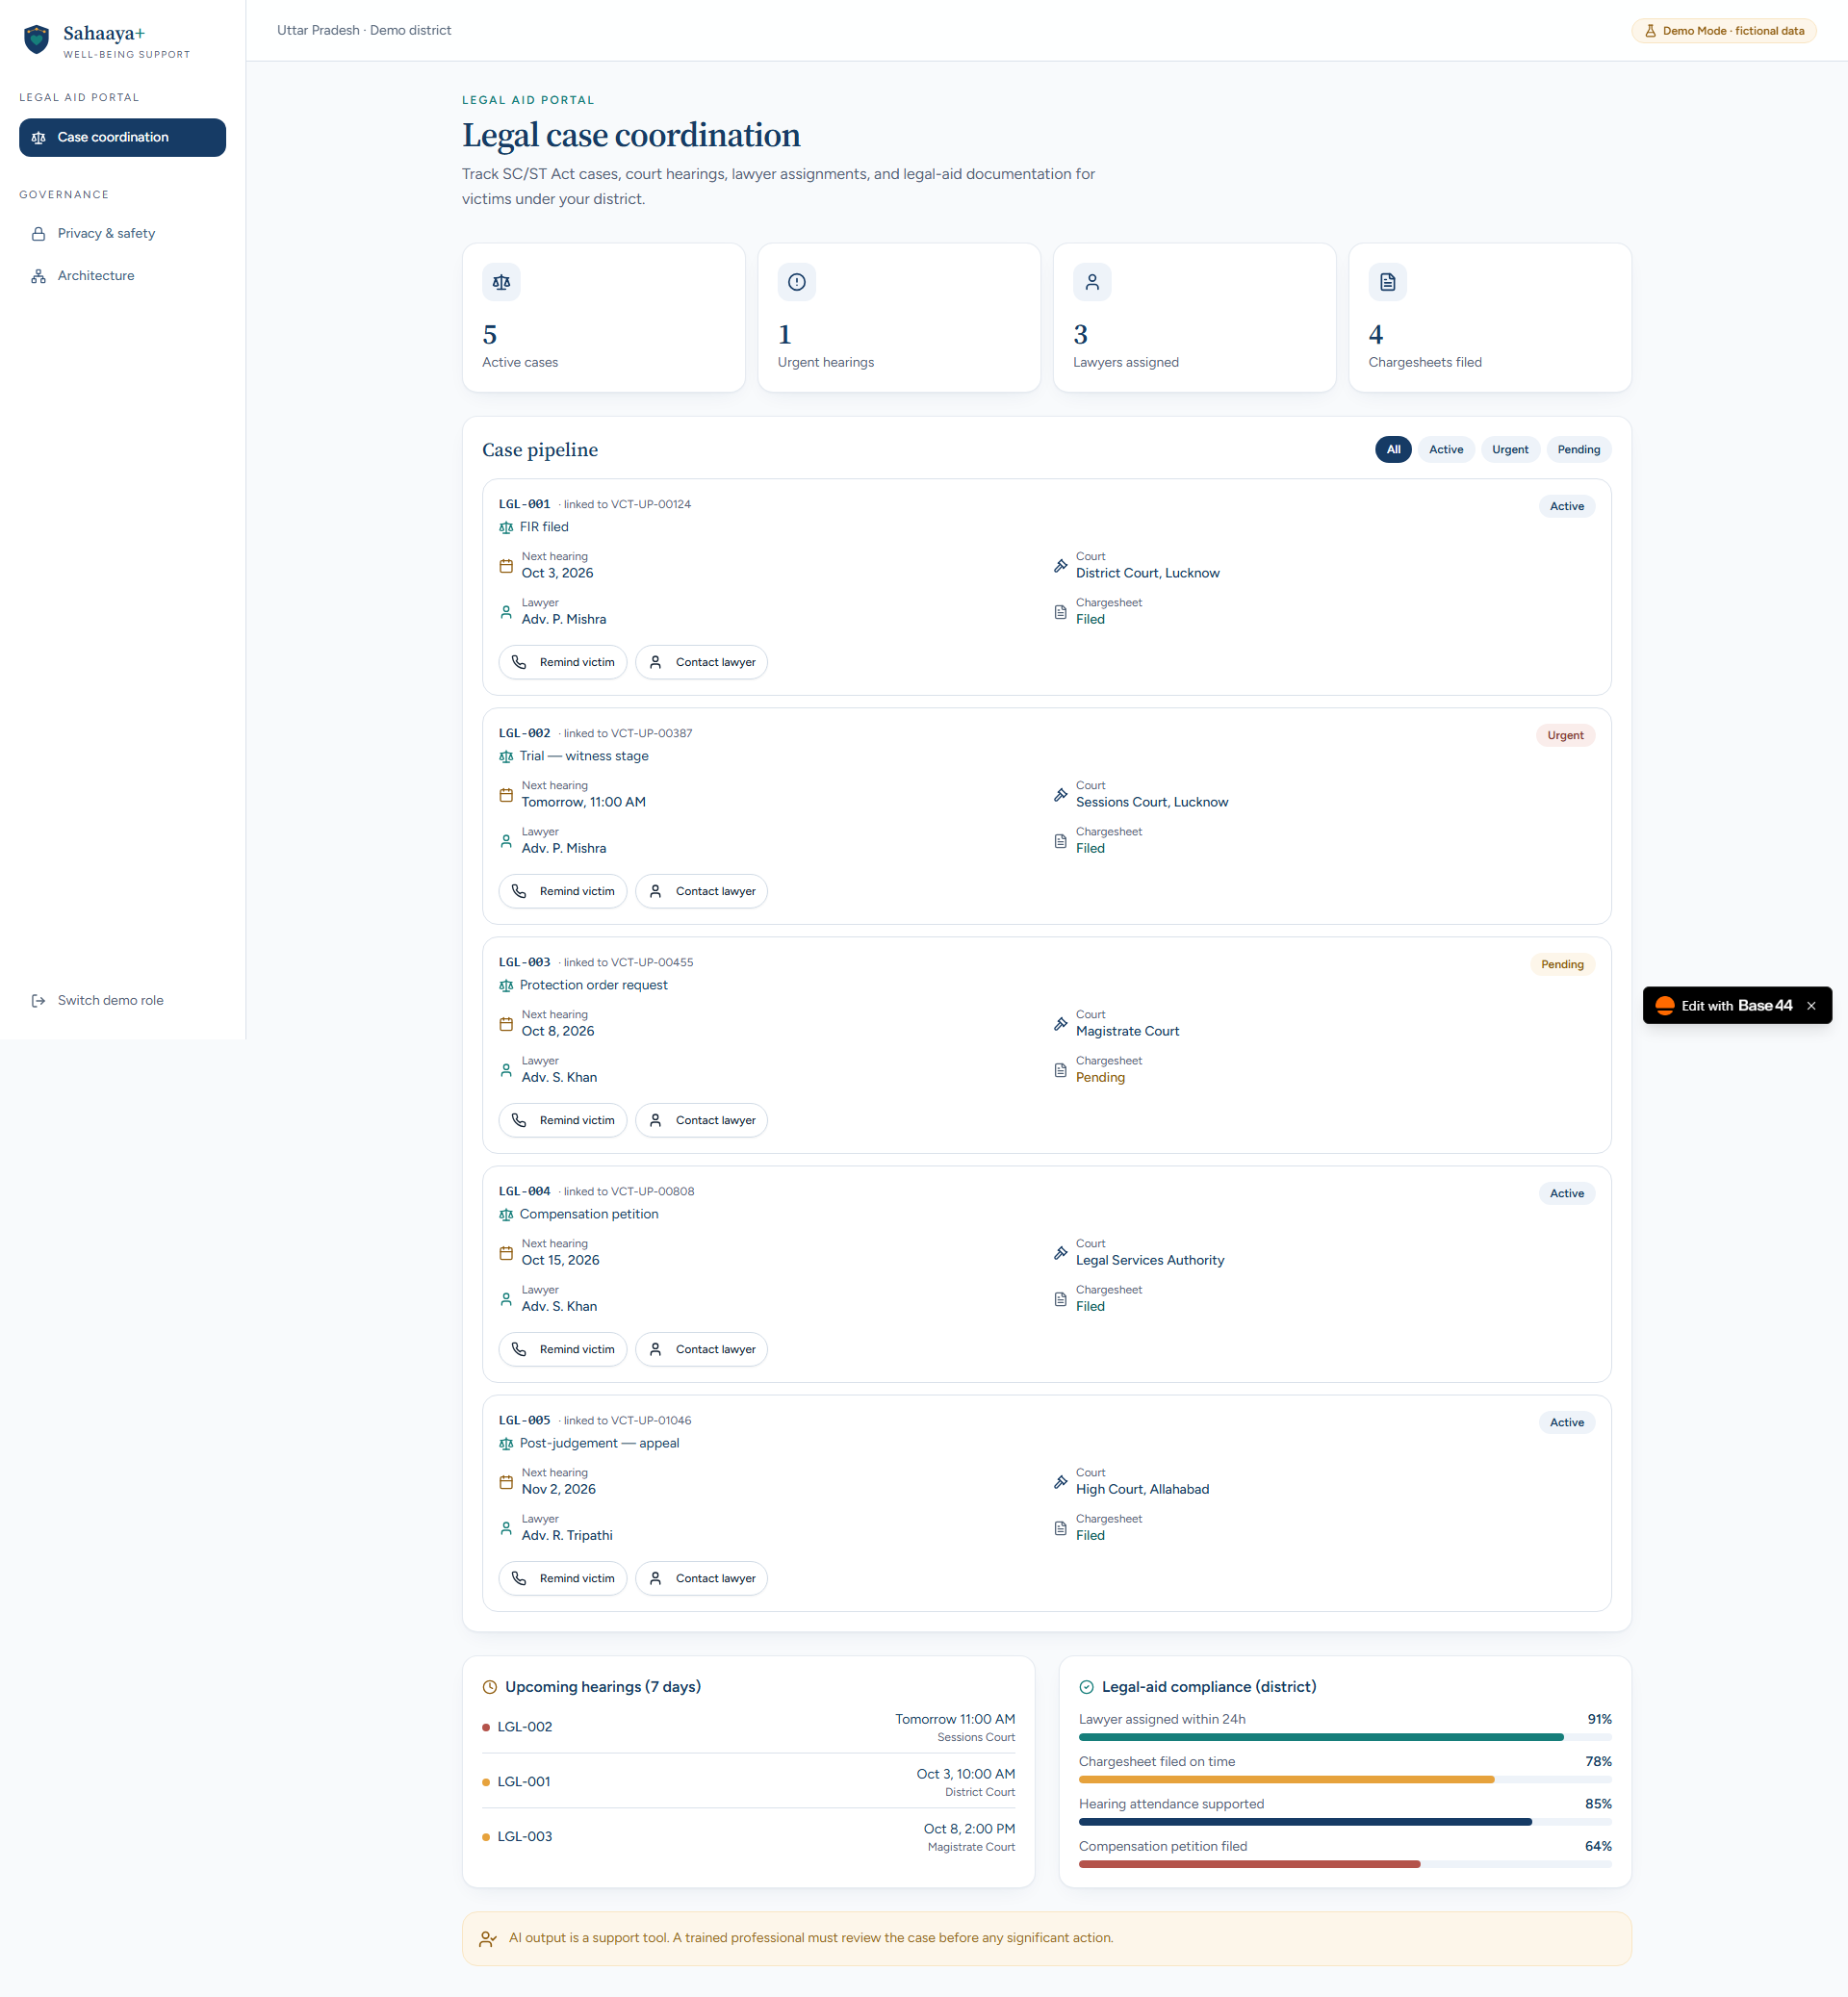 Sahaaya+
WELL-BEING SUPPORT
LEGAL AID PORTAL
Case coordination
GOVERNANCE
Privacy & safety
Architecture
Switch demo role
Uttar Pradesh · Demo district
Demo Mode · fictional data
LEGAL AID PORTAL
Legal case coordination
Track SC/ST Act cases, court hearings, lawyer assignments, and legal-aid documentation for
victims under your district.
5
Active cases
1
Urgent hearings
3
Lawyers assigned
4
Chargesheets filed
Case pipeline
All
Active
Urgent
Pending
LGL-001 · linked to VCT-UP-00124
Active
FIR filed
Next hearing
Oct 3, 2026
Court
District Court, Lucknow
Lawyer
Adv. P. Mishra
Chargesheet
Filed
Remind victim
Contact lawyer
LGL-002 · linked to VCT-UP-00387
Urgent
Trial — witness stage
Next hearing
Tomorrow, 11:00 AM
Court
Sessions Court, Lucknow
Lawyer
Adv. P. Mishra
Chargesheet
Filed
Remind victim
Contact lawyer
LGL-003 · linked to VCT-UP-00455
Pending
Protection order request
Next hearing
Oct 8, 2026
Court
Magistrate Court
Lawyer
Adv. S. Khan
Chargesheet
Pending
Remind victim
Contact lawyer
LGL-004 · linked to VCT-UP-00808
Active
Compensation petition
Next hearing
Oct 15, 2026
Court
Legal Services Authority
Lawyer
Adv. S. Khan
Chargesheet
Filed
Remind victim
Contact lawyer
LGL-005 · linked to VCT-UP-01046
Active
Post-judgement — appeal
Next hearing
Nov 2, 2026
Court
High Court, Allahabad
Lawyer
Adv. R. Tripathi
Chargesheet
Filed
Remind victim
Contact lawyer
Edit with Base44
Upcoming hearings (7 days)
LGL-002
Tomorrow 11:00 AM
Sessions Court
LGL-001
Oct 3, 10:00 AM
District Court
LGL-003
Oct 8, 2:00 PM
Magistrate Court
Legal-aid compliance (district)
Lawyer assigned within 24h
91%
Chargesheet filed on time
78%
Hearing attendance supported
85%
Compensation petition filed
64%
AI output is a support tool. A trained professional must review the case before any significant action.